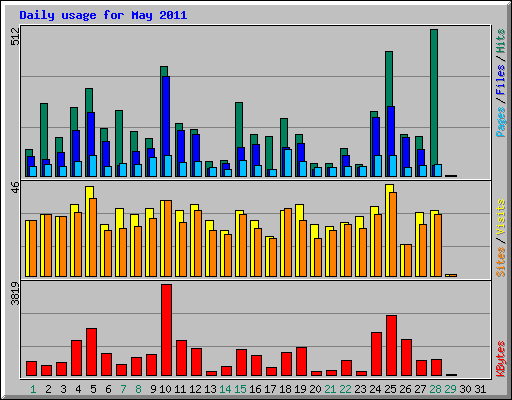 Daily usage for May 2011
512
Pages / Files / Hits
46
Sites / Visits
3819
KBytes
1 2 3 4 5 6 7 8 9 10 11 12 13 14 15 16 17 18 19 20 21 22 23 24 25 26 27 28 29 30 31